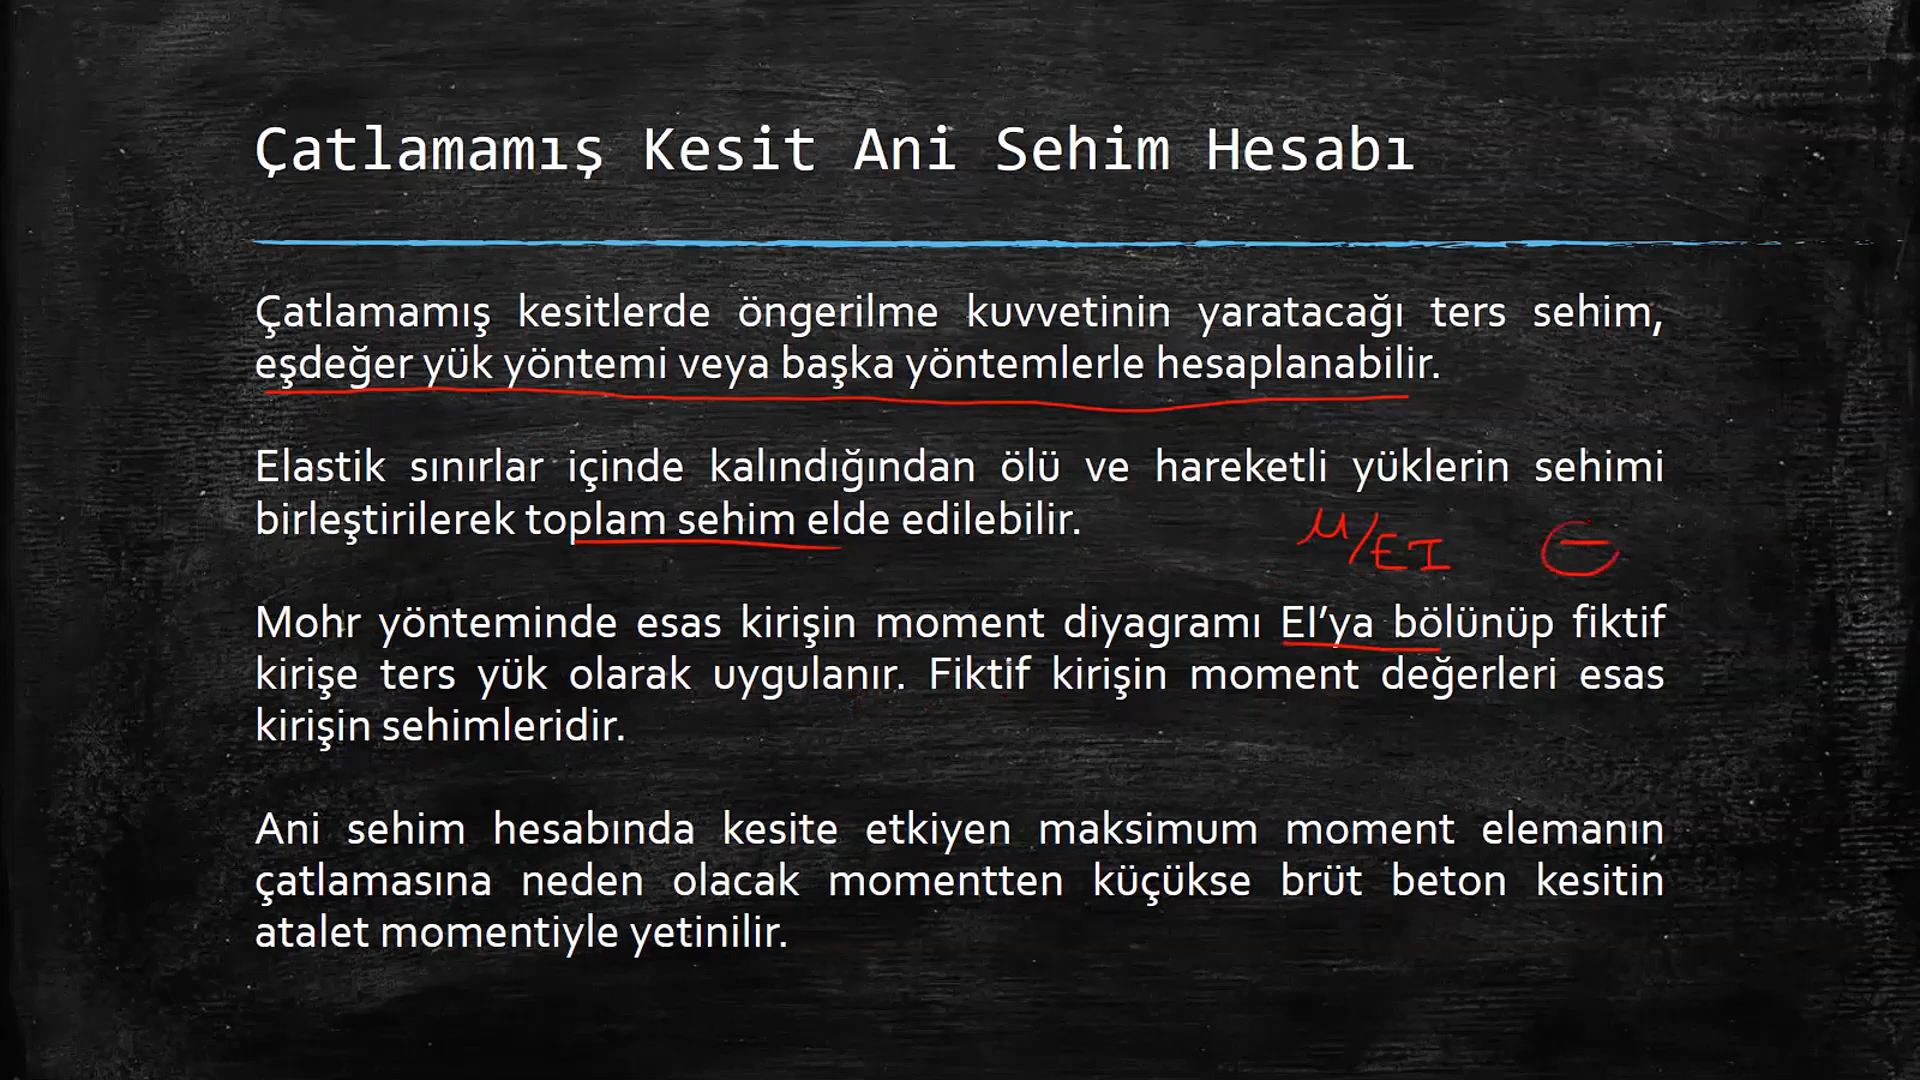 Çatlamamış Kesit Ani Sehim Hesabı
Çatlamamış kesitlerde öngerilme kuvvetinin yaratacağı ters sehim,
eşdeğer yük yöntemi veya başka yöntemlerle hesaplanabilir.
Elastik sınırlar içinde kalındığından ölü ve hareketli yüklerin sehimi
birleştirilerek toplam sehim elde edilebilir.
M/EI
Mohr yönteminde esas kirişin moment diyagramı EI’ya bölünüp fiktif
kirişe ters yük olarak uygulanır. Fiktif kirişin moment değerleri esas
kirişin sehimleridir.
Ani sehim hesabında kesite etkiyen maksimum moment elemanın
çatlamasına neden olacak momentten küçükse brüt beton kesitin
atalet momentiyle yetinilir.